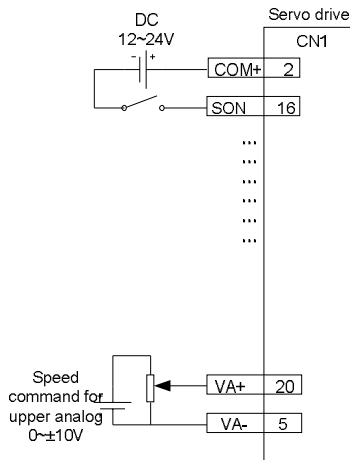 DC
12~24V
Servo drive
CN1
- +
COM+ 2
SON 16
VA+ 20
VA- 5
Speed
command for
upper analog
0~±10V